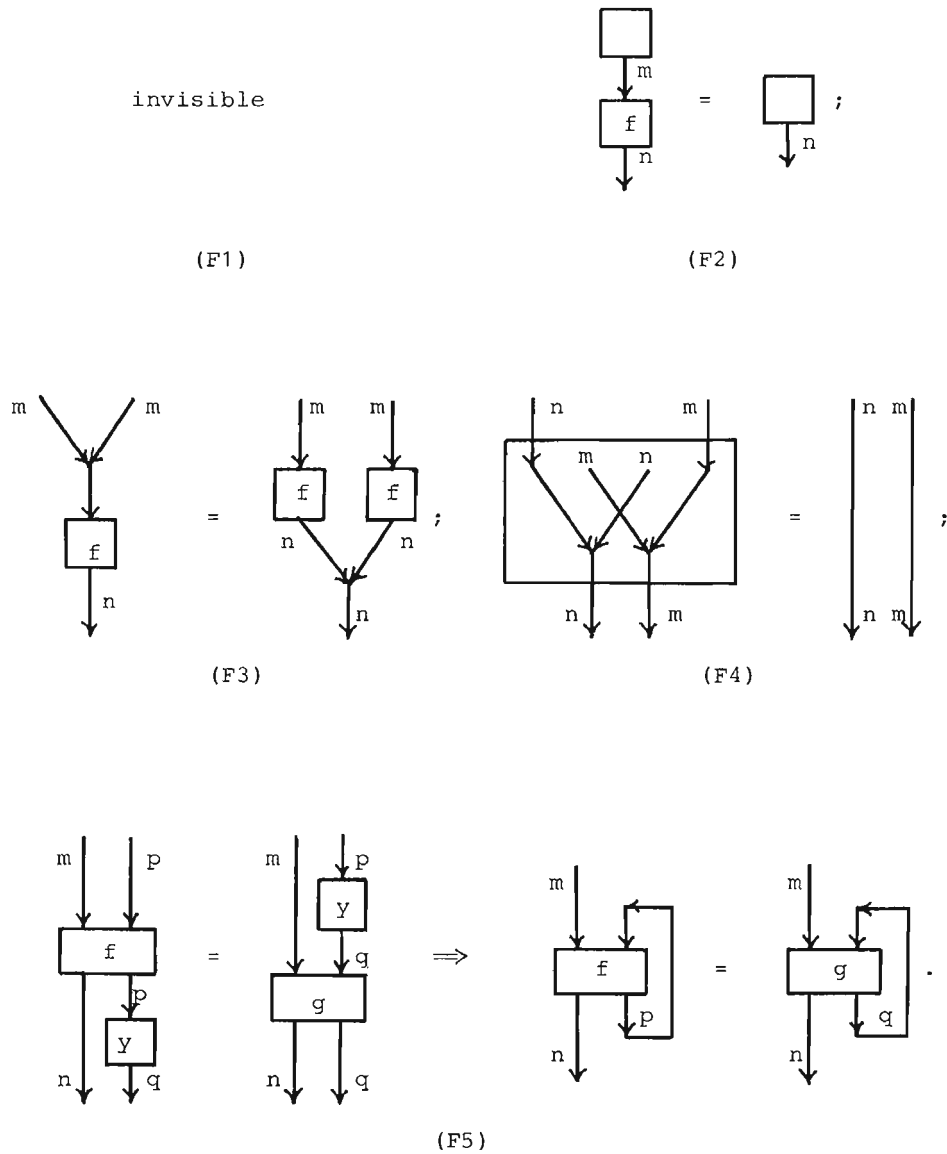 invisible
m
f
n
=
n
;
(F1)
(F2)
m m
f
n
=
m m
f f
n n
n
;
n m
m n
n m
=
n m
n m
;
(F3)
(F4)
m p
f
p
y
n q
=
m p
y
q
g
n q
⟹
m
f
p
n
=
m
g
q
n
.
(F5)